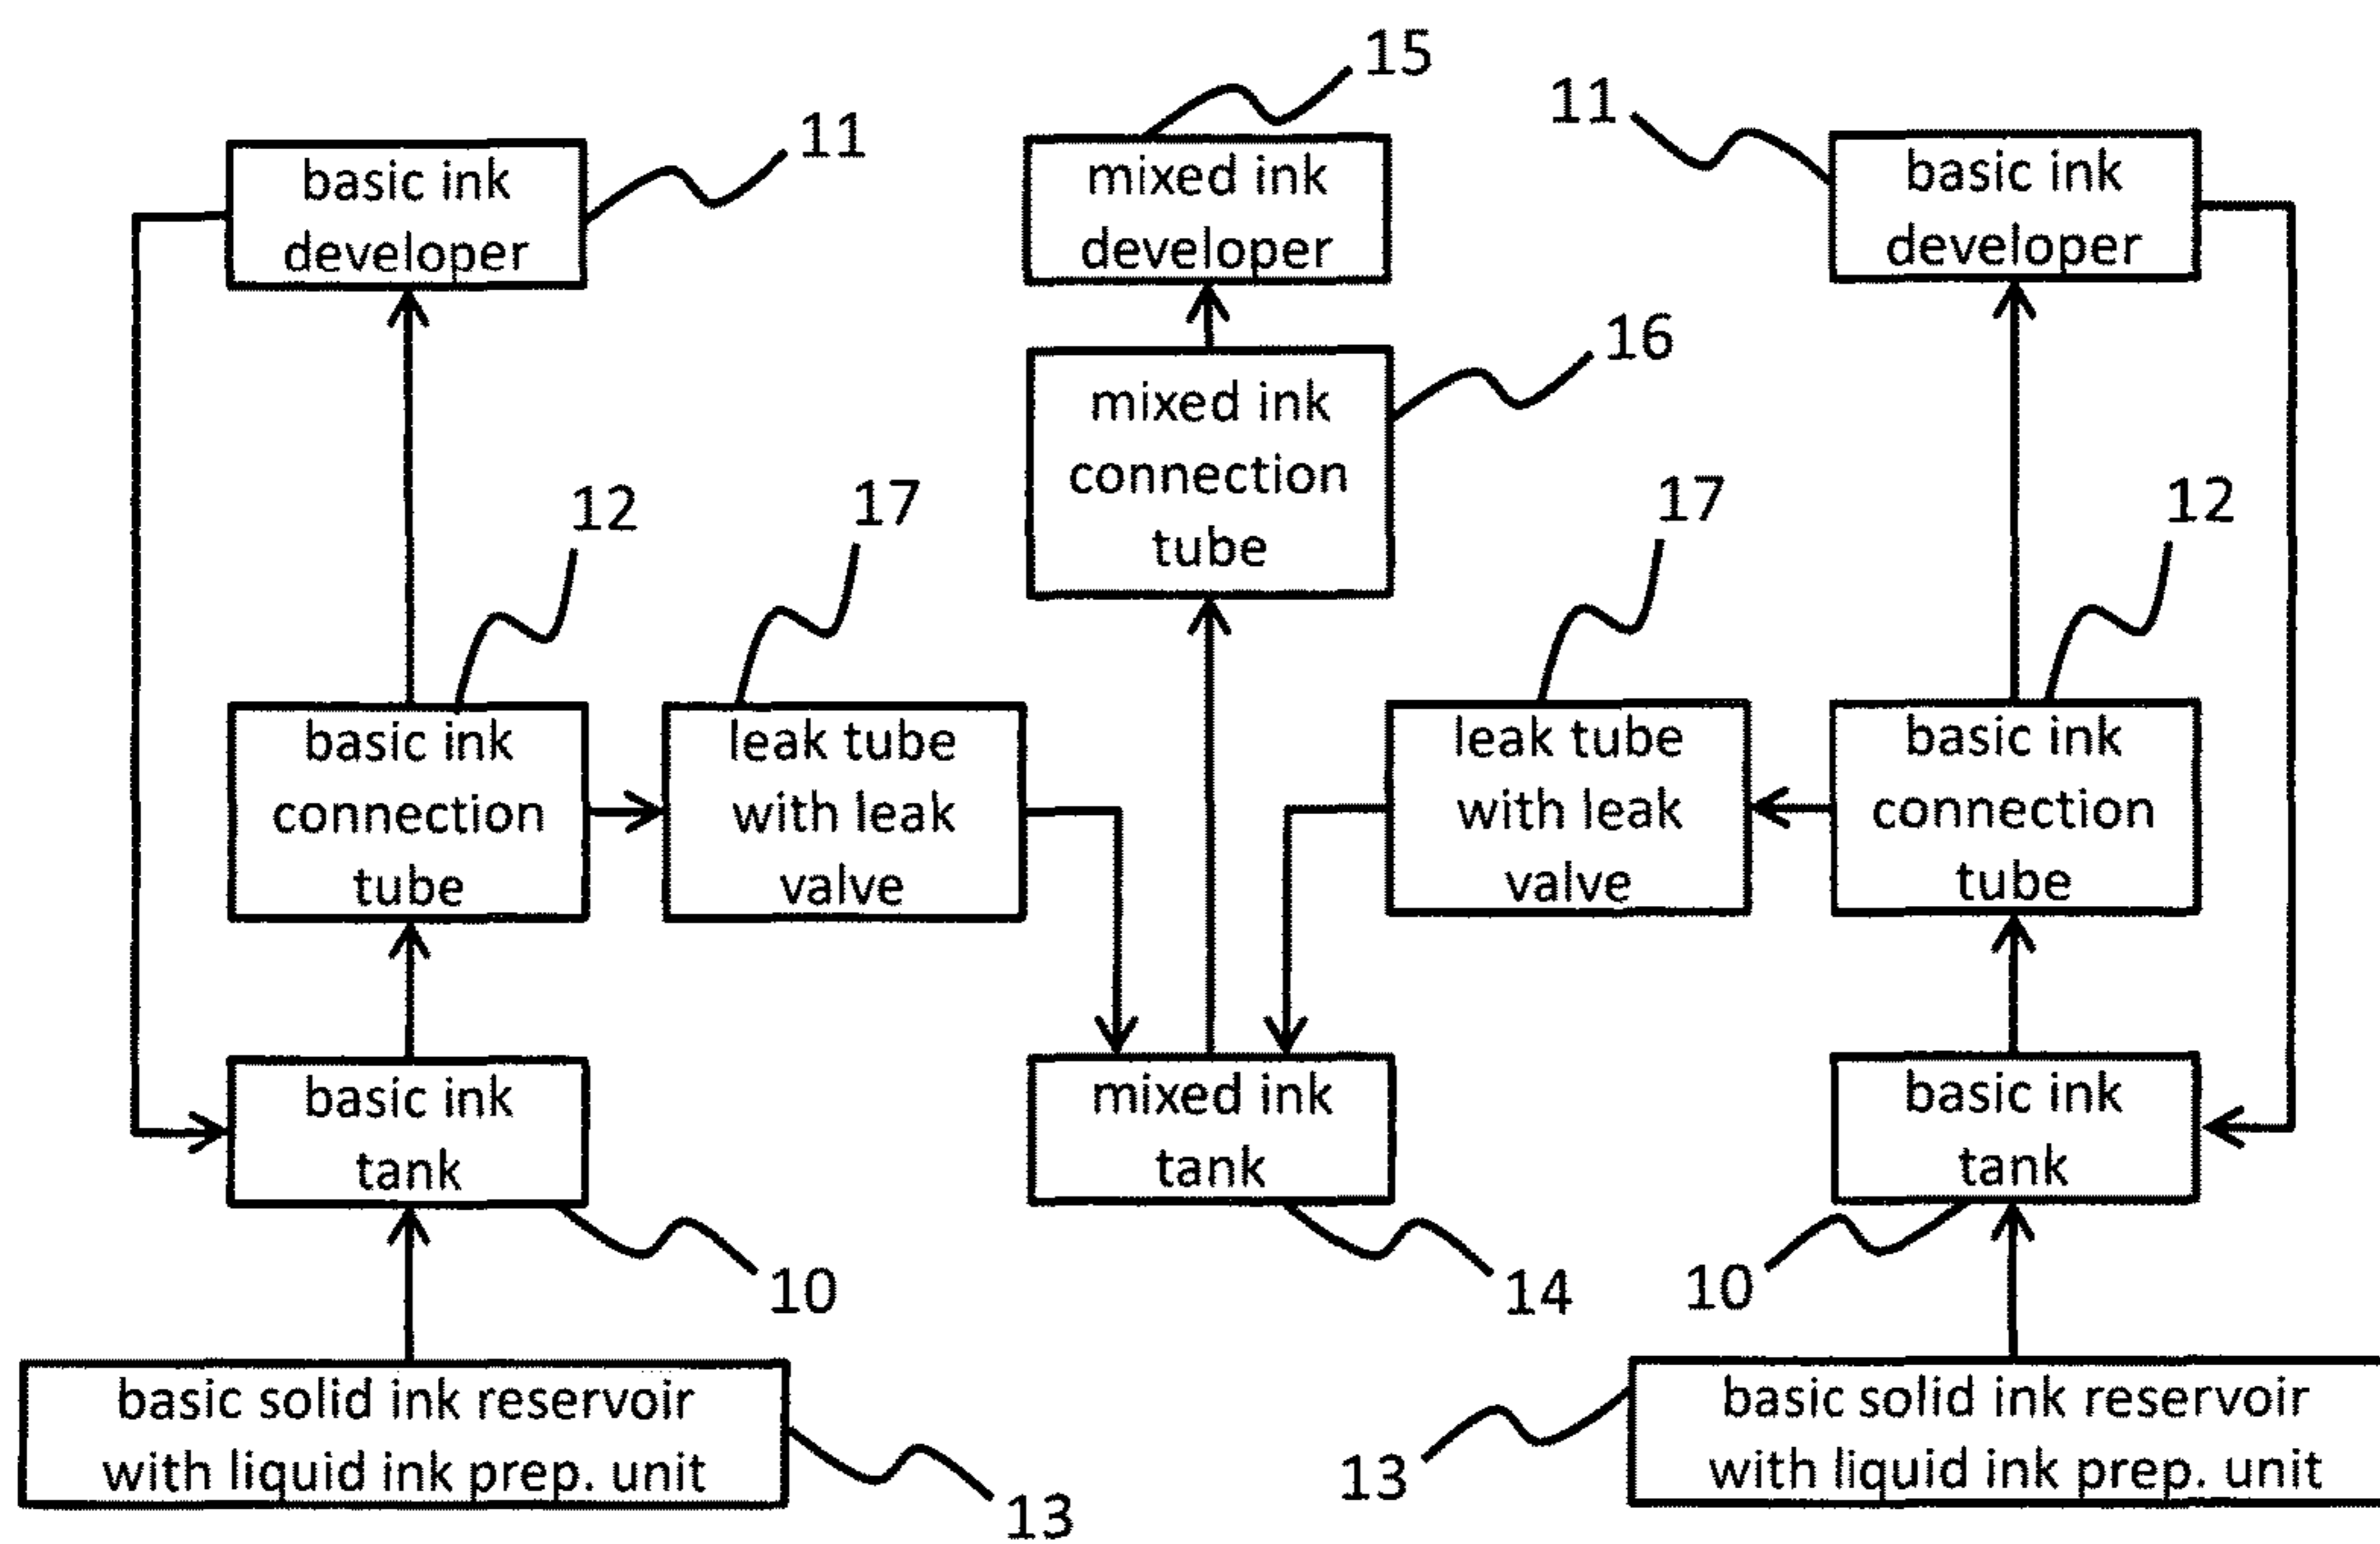 15
11
11
basic ink
developer
mixed ink
developer
basic ink
developer
16
mixed ink
connection
tube
12
17
17
12
basic ink
connection
tube
leak tube
with leak
valve
leak tube
with leak
valve
basic ink
connection
tube
basic ink
tank
mixed ink
tank
basic ink
tank
10
14
10
basic solid ink reservoir
with liquid ink prep. unit
basic solid ink reservoir
with liquid ink prep. unit
13
13